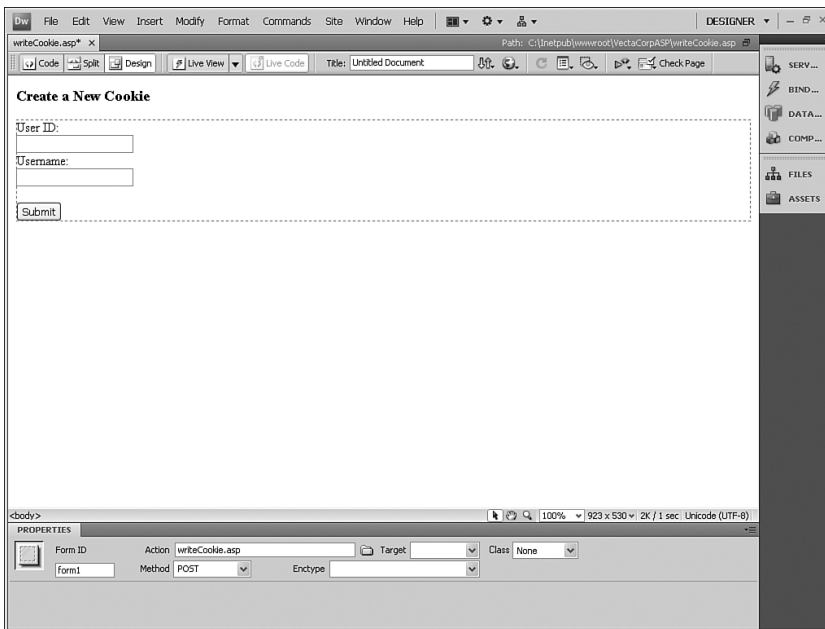 Dw File Edit View Insert Modify Format Commands Site Window Help DESIGNER
writeCookie.asp* × Path: C:\Inetpub\wwwroot\VectaCorpASP\writeCookie.asp
Code Split Design Live View Live Code Title: Untitled Document Check Page
Create a New Cookie
User ID:
Username:
Submit
SERV...
BIND...
DATA...
COMP...
FILES
ASSETS
<body> 100% 923 x 530 2K / 1 sec Unicode (UTF-8)
PROPERTIES
Form ID Action writeCookie.asp Target Class None
form1 Method POST Enctype